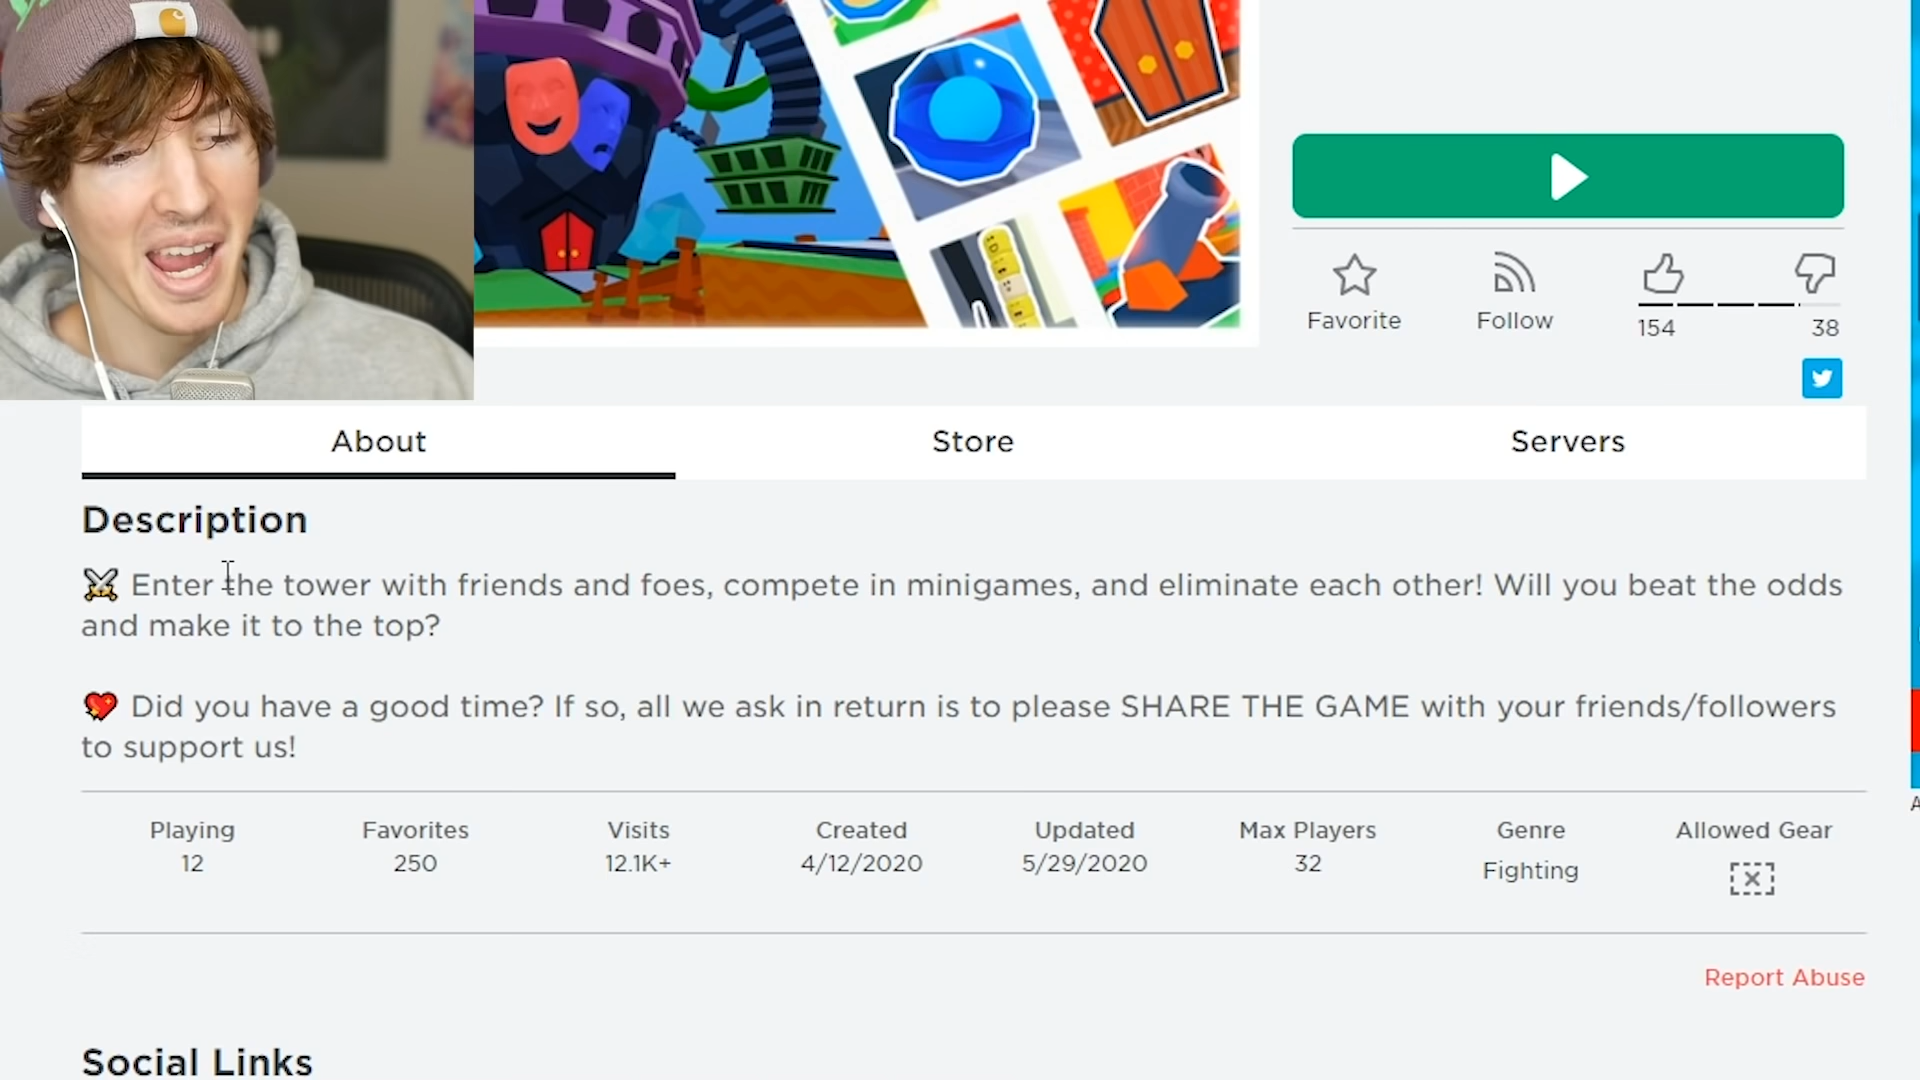 Favorite
Follow
154
38
About
Store
Servers
Description
Enter the tower with friends and foes, compete in minigames, and eliminate each other! Will you beat the odds
and make it to the top?
Did you have a good time? If so, all we ask in return is to please SHARE THE GAME with your friends/followers
to support us!
Playing
Favorites
Visits
Created
Updated
Max Players
Genre
Allowed Gear
12
250
12.1K+
4/12/2020
5/29/2020
32
Fighting
Report Abuse
Social Links